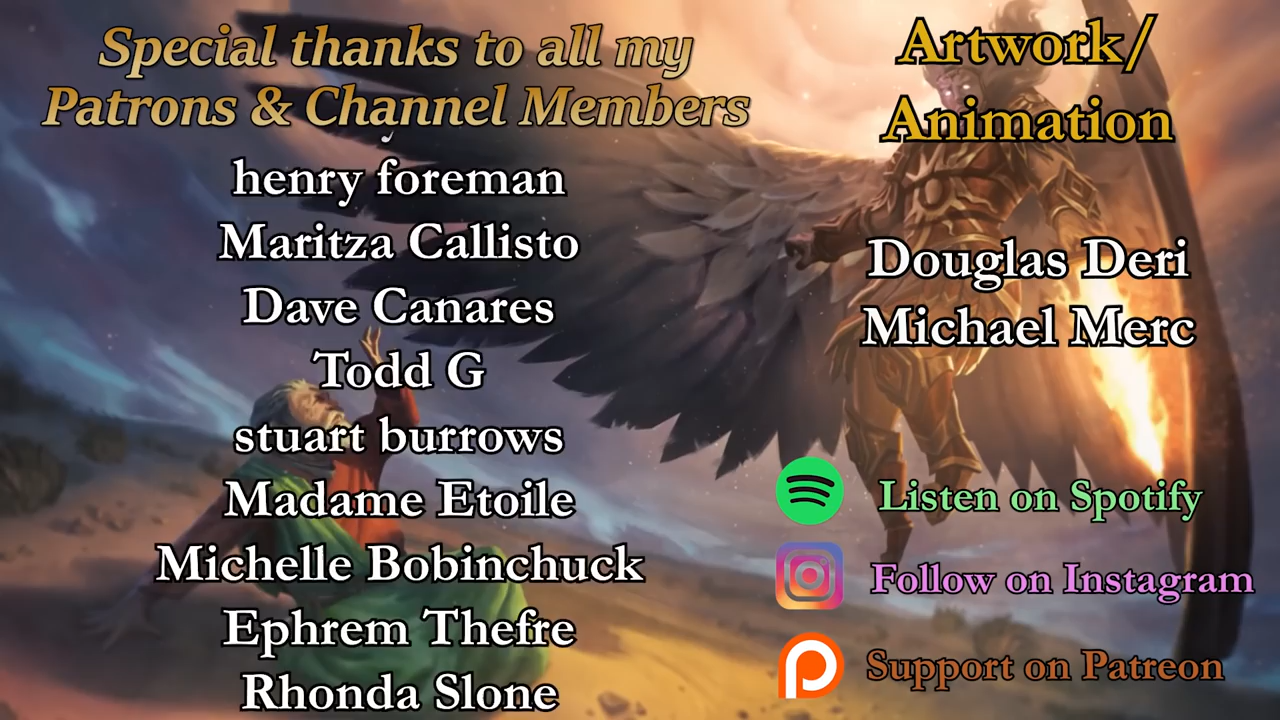 Special thanks to all my
Patrons & Channel Members
henry foreman
Maritza Callisto
Dave Canares
Todd G
stuart burrows
Madame Etoile
Michelle Bobinchuck
Ephrem Thefre
Rhonda Slone
Artwork/
Animation
Douglas Deri
Michael Merc
Listen on Spotify
Follow on Instagram
Support on Patreon